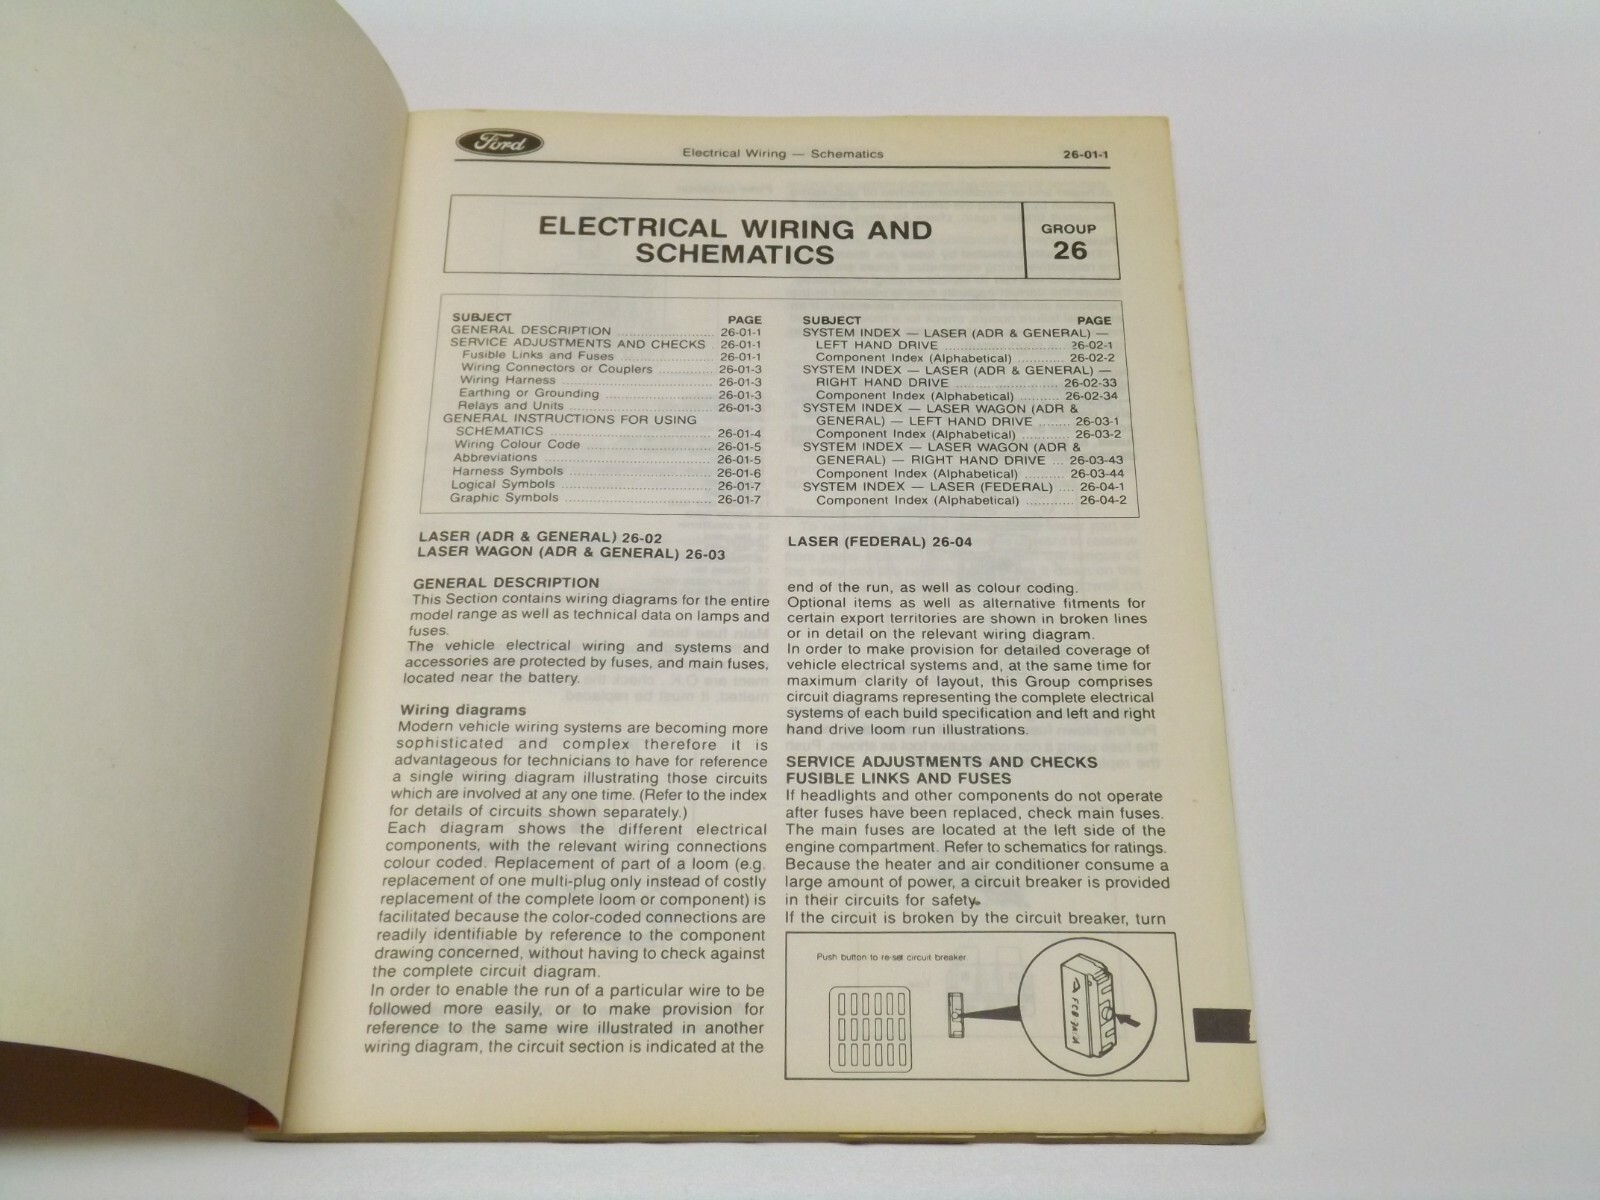 Ford
Electrical Wiring — Schematics
26-01-1
ELECTRICAL WIRING AND
SCHEMATICS
GROUP
26
SUBJECT PAGE
GENERAL DESCRIPTION 26-01-1
SERVICE ADJUSTMENTS AND CHECKS 26-01-1
Fusible Links and Fuses 26-01-1
Wiring Connectors or Couplers 26-01-3
Wiring Harness 26-01-3
Earthing or Grounding 26-01-3
Relays and Units 26-01-3
GENERAL INSTRUCTIONS FOR USING
SCHEMATICS 26-01-4
Wiring Colour Code 26-01-5
Abbreviations 26-01-5
Harness Symbols 26-01-6
Logical Symbols 26-01-7
Graphic Symbols 26-01-7
SUBJECT PAGE
SYSTEM INDEX — LASER (ADR & GENERAL) —
LEFT HAND DRIVE 26-02-1
Component Index (Alphabetical) 26-02-2
SYSTEM INDEX — LASER (ADR & GENERAL) —
RIGHT HAND DRIVE 26-02-33
Component Index (Alphabetical) 26-02-34
SYSTEM INDEX — LASER WAGON (ADR &
GENERAL) — LEFT HAND DRIVE 26-03-1
Component Index (Alphabetical) 26-03-2
SYSTEM INDEX — LASER WAGON (ADR &
GENERAL) — RIGHT HAND DRIVE 26-03-43
Component Index (Alphabetical) 26-03-44
SYSTEM INDEX — LASER (FEDERAL) 26-04-1
Component Index (Alphabetical) 26-04-2
LASER (ADR & GENERAL) 26-02
LASER WAGON (ADR & GENERAL) 26-03
GENERAL DESCRIPTION
This Section contains wiring diagrams for the entire
model range as well as technical data on lamps and
fuses.
The vehicle electrical wiring and systems and
accessories are protected by fuses, and main fuses,
located near the battery.
Wiring diagrams
Modern vehicle wiring systems are becoming more
sophisticated and complex therefore it is
advantageous for technicians to have for reference
a single wiring diagram illustrating those circuits
which are involved at any one time. (Refer to the index
for details of circuits shown separately.)
Each diagram shows the different electrical
components, with the relevant wiring connections
colour coded. Replacement of part of a loom (e.g.
replacement of one multi-plug only instead of costly
replacement of the complete loom or component) is
facilitated because the color-coded connections are
readily identifiable by reference to the component
drawing concerned, without having to check against
the complete circuit diagram.
In order to enable the run of a particular wire to be
followed more easily, or to make provision for
reference to the same wire illustrated in another
wiring diagram, the circuit section is indicated at the
LASER (FEDERAL) 26-04
end of the run, as well as colour coding.
Optional items as well as alternative fitments for
certain export territories are shown in broken lines
or in detail on the relevant wiring diagram.
In order to make provision for detailed coverage of
vehicle electrical systems and, at the same time for
maximum clarity of layout, this Group comprises
circuit diagrams representing the complete electrical
systems of each build specification and left and right
hand drive loom run illustrations.
SERVICE ADJUSTMENTS AND CHECKS
FUSIBLE LINKS AND FUSES
If headlights and other components do not operate
after fuses have been replaced, check main fuses.
The main fuses are located at the left side of the
engine compartment. Refer to schematics for ratings.
Because the heater and air conditioner consume a
large amount of power, a circuit breaker is provided
in their circuits for safety.
If the circuit is broken by the circuit breaker, turn
Push button to re-set circuit breaker